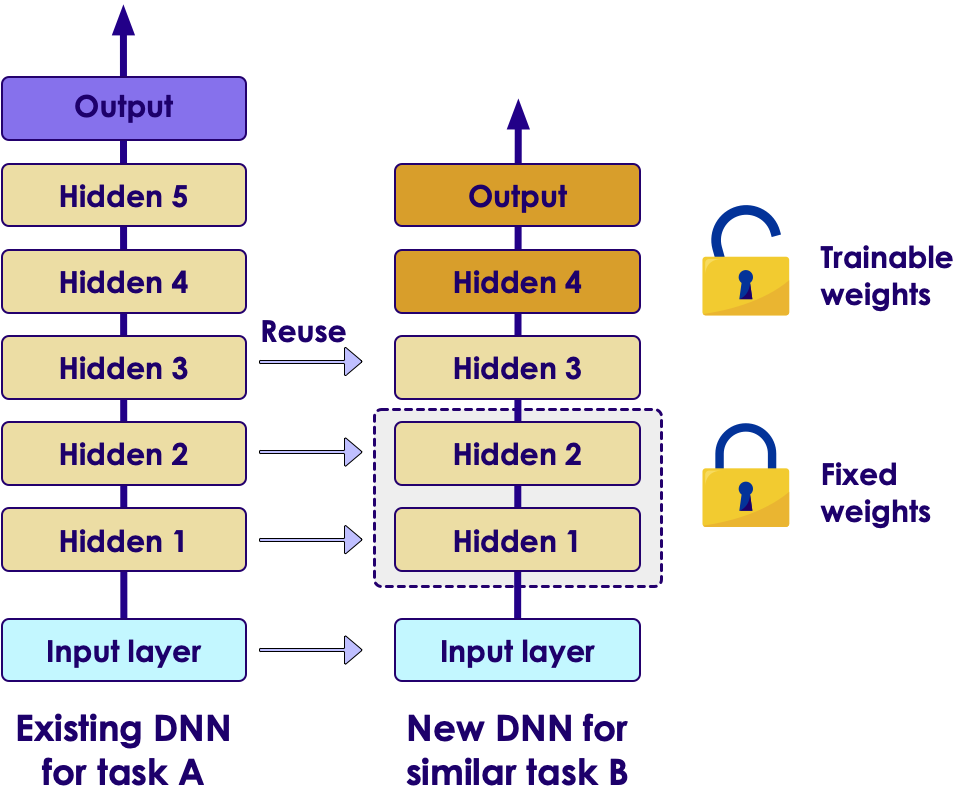 Output
Hidden 5
Hidden 4
Hidden 3
Hidden 2
Hidden 1
Input layer
Existing DNN
for task A
Reuse
Output
Hidden 4
Hidden 3
Hidden 2
Hidden 1
Input layer
New DNN for
similar task B
Trainable
weights
Fixed
weights